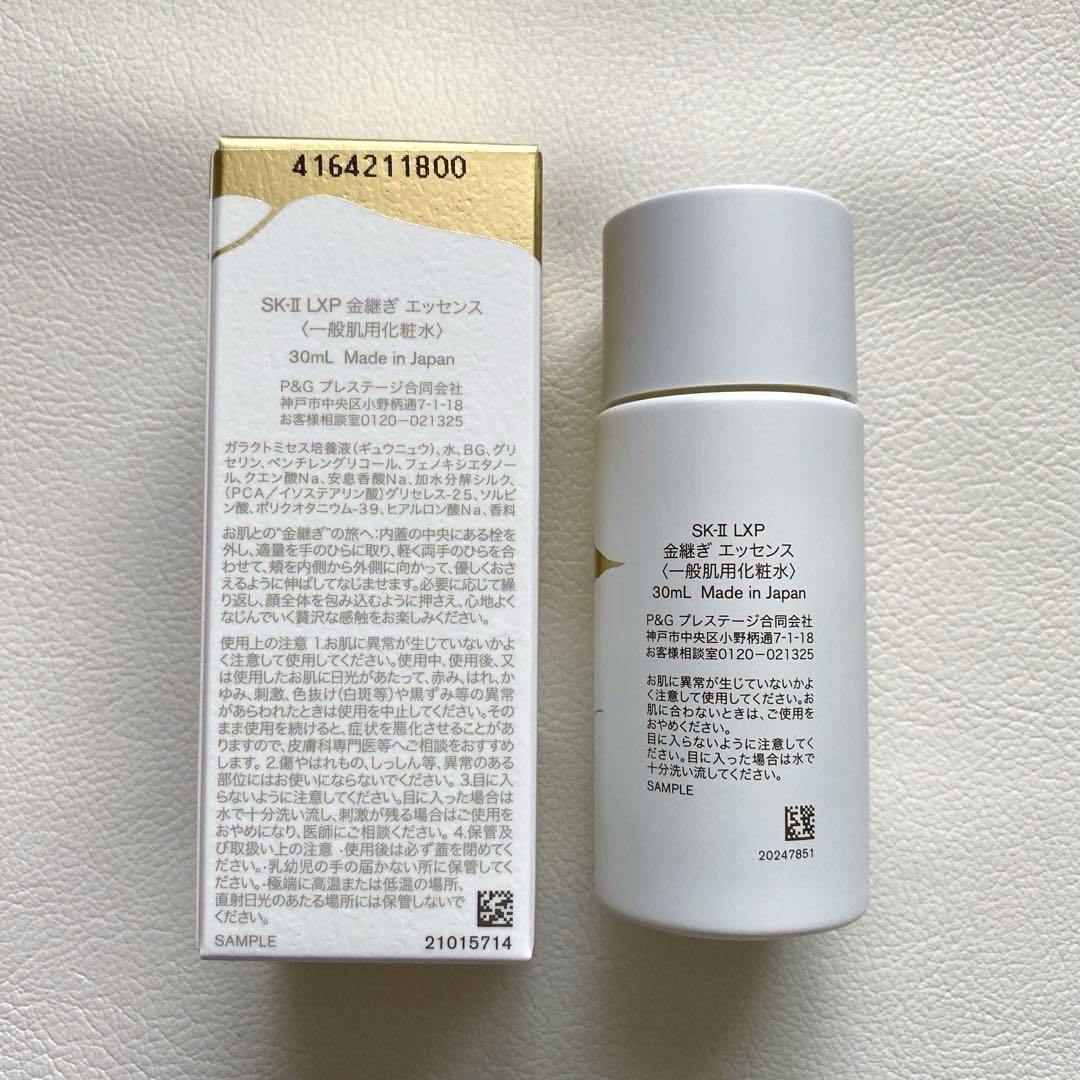 4164211800
SK-II LXP 金継ぎ エッセンス
〈一般肌用化粧水〉
30mL Made in Japan
P&G プレステージ合同会社
神戸市中央区小野柄通7-1-18
お客様相談室0120-021325
ガラクトミセス培養液(ギュウニュウ)、水、BG、グリ
セリン、ペンチレングリコール、フェノキシエタノー
ル、クエン酸Na、安息香酸Na、加水分解シルク、
(PCA/イソステアリン酸)グリセレス-25、ソルビ
ン酸、ポリクオタニウム-39、ヒアルロン酸Na、香料
お肌との“金継ぎ”の旅へ:内蓋の中央にある栓を
外し、適量を手のひらに取り、軽く両手のひらを合
わせて、頬を内側から外側に向かって、優しくおさ
えるように伸ばしてなじませます。必要に応じて繰
り返し、顔全体を包み込むように押さえ、心地よく
なじんでいく贅沢な感触をお楽しみください。
使用上の注意 1.お肌に異常が生じていないかよ
く注意して使用してください。使用中、使用後、又
は使用したお肌に日光があたって、赤み、はれ、か
ゆみ、刺激、色抜け(白斑等)や黒ずみ等の異常
があらわれたときは使用を中止してください。その
まま使用を続けると、症状を悪化させることがあ
りますので、皮膚科専門医等へご相談をおすすめ
します。2.傷やはれもの、しっしん等、異常のある
部位にはお使いにならないでください。3.目に入
らないように注意してください。目に入った場合は
水で十分洗い流し、刺激が残る場合はご使用を
おやめになり、医師にご相談ください。4.保管及
び取扱い上の注意 ・使用後は必ず蓋を閉めてく
ださい。・乳幼児の手の届かない所に保管してく
ださい。・極端に高温または低温の場所、
直射日光のあたる場所には保管しないで
ください。
SAMPLE
21015714
SK-II LXP
金継ぎ エッセンス
〈一般肌用化粧水〉
30mL Made in Japan
P&G プレステージ合同会社
神戸市中央区小野柄通7-1-18
お客様相談室0120-021325
お肌に異常が生じていないかよ
く注意して使用してください。お
肌に合わないときは、ご使用を
おやめください。
目に入らないように注意してく
ださい。目に入った場合は水で
十分洗い流してください。
SAMPLE
20247851